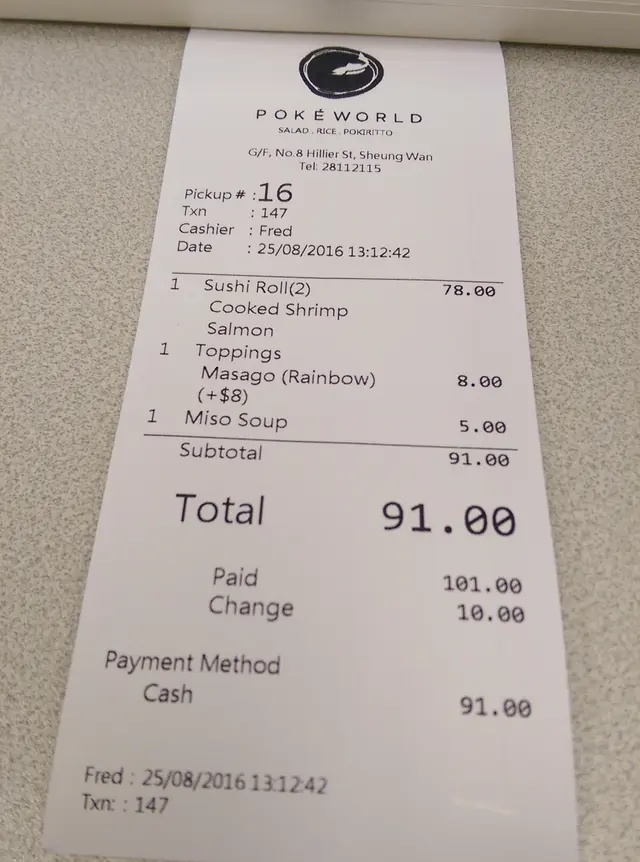 POKÉ WORLD
SALAD . RICE . POKIRITTO
G/F, No.8 Hillier St, Sheung Wan
Tel: 28112115
Pickup # : 16
Txn : 147
Cashier : Fred
Date : 25/08/2016 13:12:42
1 Sushi Roll(2) 78.00
Cooked Shrimp
Salmon
1 Toppings
Masago (Rainbow) 8.00
(+$8)
1 Miso Soup 5.00
Subtotal 91.00
Total 91.00
Paid 101.00
Change 10.00
Payment Method
Cash 91.00
Fred : 25/08/2016 13:12:42
Txn: : 147